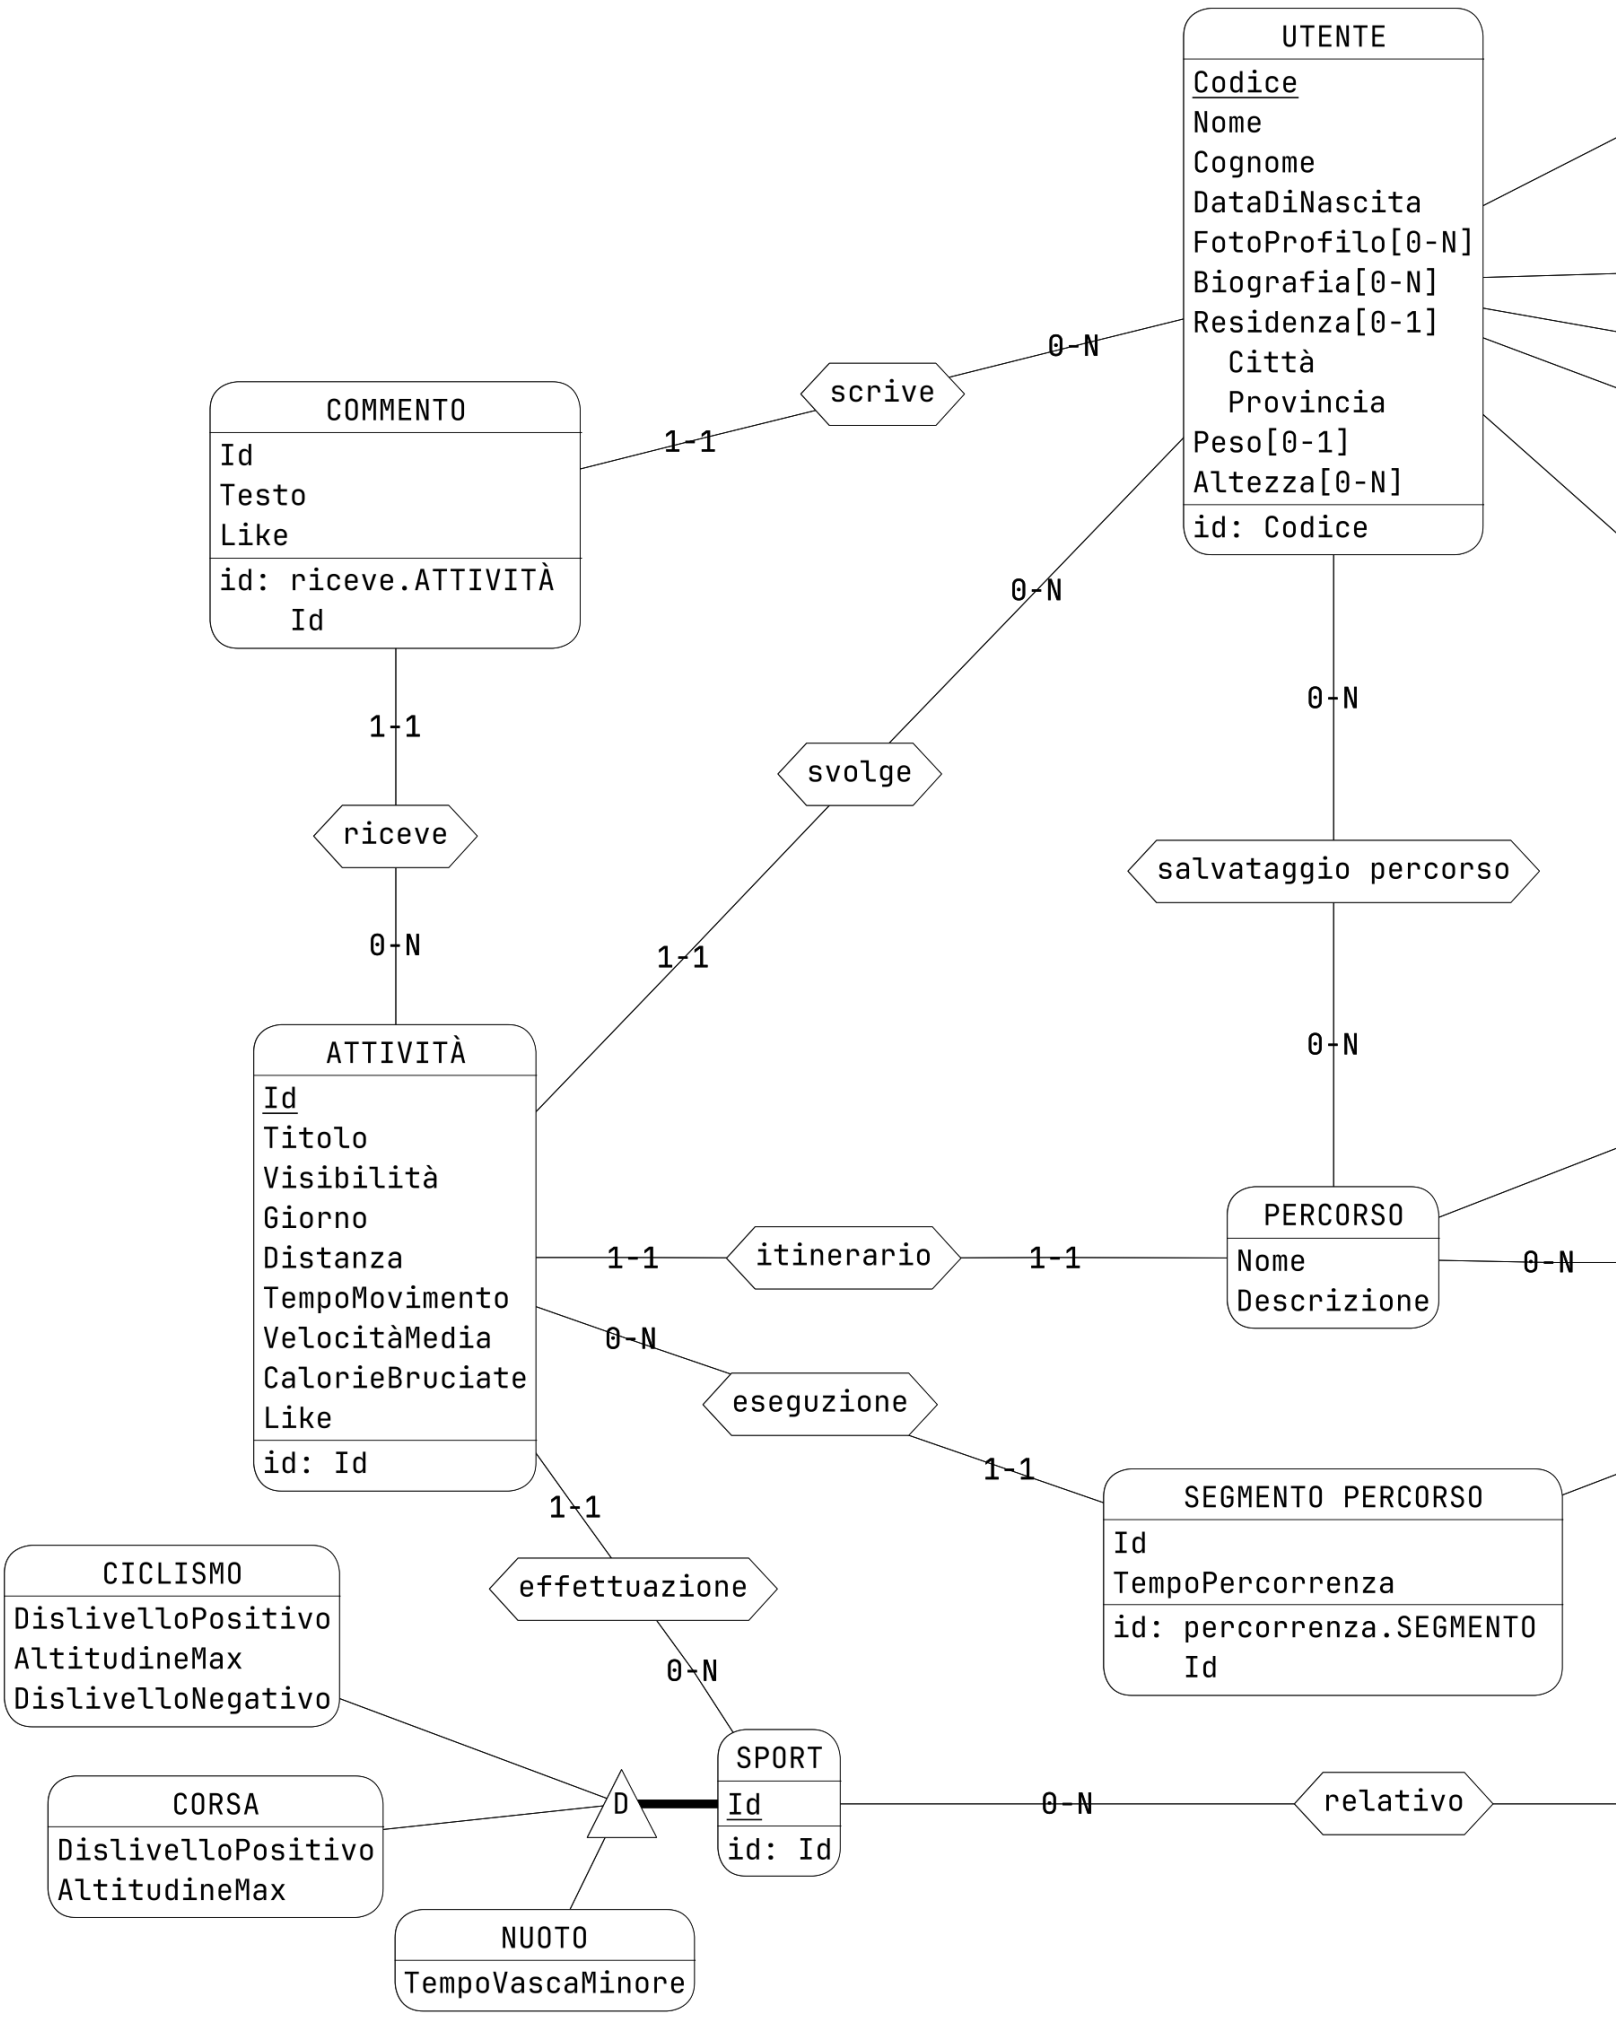 UTENTE
Codice
Nome
Cognome
DataDiNascita
FotoProfilo[0-N]
Biografia[0-N]
Residenza[0-1]
Città
Provincia
Peso[0-1]
Altezza[0-N]
id: Codice
0-N
scrive
1-1
COMMENTO
Id
Testo
Like
id: riceve.ATTIVITÀ
Id
1-1
riceve
0-N
0-N
svolge
1-1
0-N
salvataggio percorso
0-N
ATTIVITÀ
Id
Titolo
Visibilità
Giorno
Distanza
TempoMovimento
VelocitàMedia
CalorieBruciate
Like
id: Id
1-1
itinerario
1-1
PERCORSO
Nome
Descrizione
0-N
0-N
eseguzione
1-1
SEGMENTO PERCORSO
Id
TempoPercorrenza
id: percorrenza.SEGMENTO
Id
1-1
effettuazione
0-N
CICLISMO
DislivelloPositivo
AltitudineMax
DislivelloNegativo
CORSA
DislivelloPositivo
AltitudineMax
D
SPORT
Id
id: Id
0-N
relativo
NUOTO
TempoVascaMinore